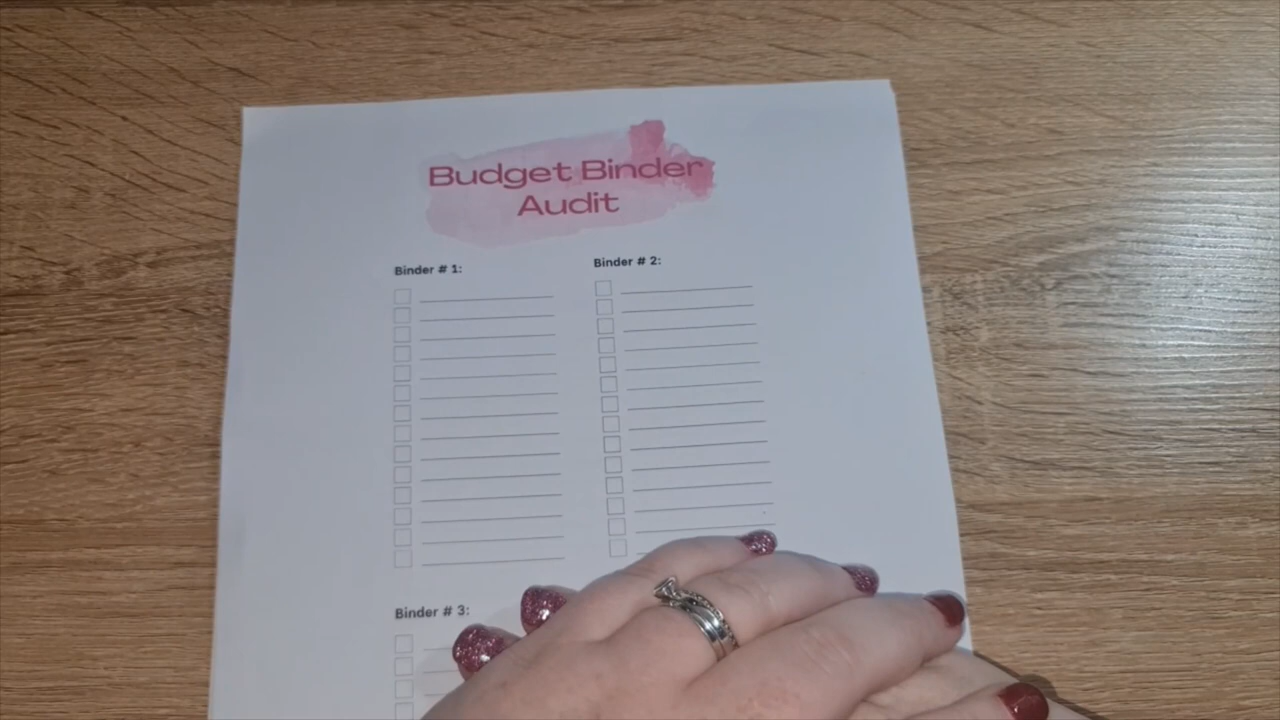 Budget Binder
Audit
Binder # 1:
Binder # 2:
Binder # 3: